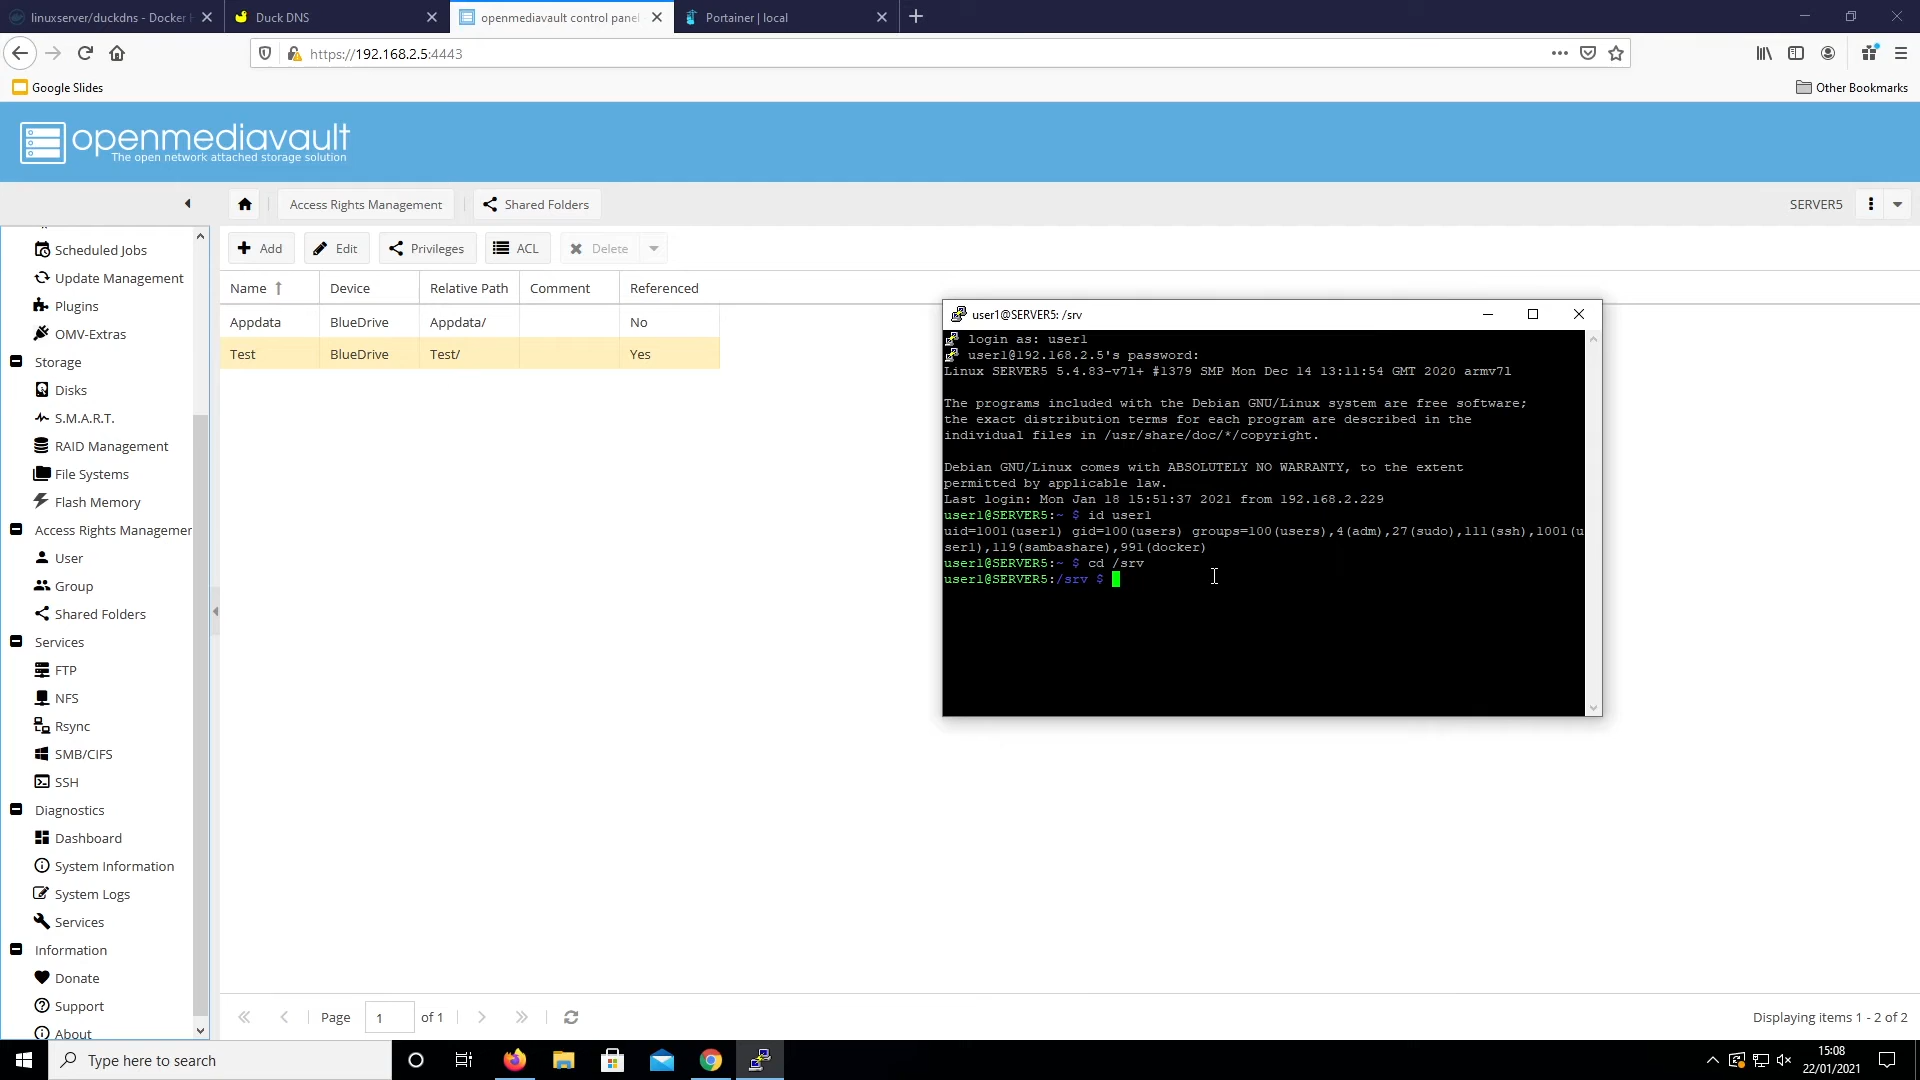 linuxserver/duckdns - Docker
Duck DNS
openmediavault control pane
Portainer | local
https://192.168.2.5:4443
Google Slides
Other Bookmarks
openmediavault
The open network attached storage solution
Access Rights Management
Shared Folders
SERVER5
Add
Edit
Privileges
ACL
Delete
Name
Device
Relative Path
Comment
Referenced
Appdata
BlueDrive
Appdata/
No
Test
BlueDrive
Test/
Yes
Scheduled Jobs
Update Management
Plugins
OMV-Extras
Storage
Disks
S.M.A.R.T.
RAID Management
File Systems
Flash Memory
Access Rights Managemen
User
Group
Shared Folders
Services
FTP
NFS
Rsync
SMB/CIFS
SSH
Diagnostics
Dashboard
System Information
System Logs
Services
Information
Donate
Support
About
user1@SERVER5: /srv
login as: user1
user1@192.168.2.5's password:
Linux SERVER5 5.4.83-v7l+ #1379 SMP Mon Dec 14 13:11:54 GMT 2020 armv7l
The programs included with the Debian GNU/Linux system are free software;
the exact distribution terms for each program are described in the
individual files in /usr/share/doc/*/copyright.
Debian GNU/Linux comes with ABSOLUTELY NO WARRANTY, to the extent
permitted by applicable law.
Last login: Mon Jan 18 15:51:37 2021 from 192.168.2.229
user1@SERVER5:~ $ id user1
uid=1001(user1) gid=100(users) groups=100(users),4(adm),27(sudo),111(ssh),1001(u
ser1),119(sambashare),991(docker)
user1@SERVER5:~ $ cd /srv
user1@SERVER5:/srv $
Page 1 of 1
Displaying items 1 - 2 of 2
Type here to search
15:08
22/01/2021